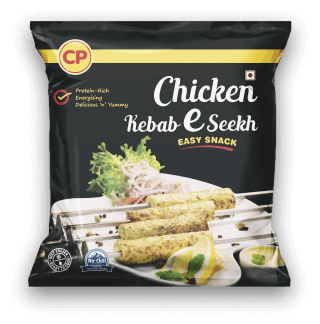 CP
Protein-Rich
Energising
Delicious 'n' Yummy
Chicken
Kebab e Seekh
EASY SNACK